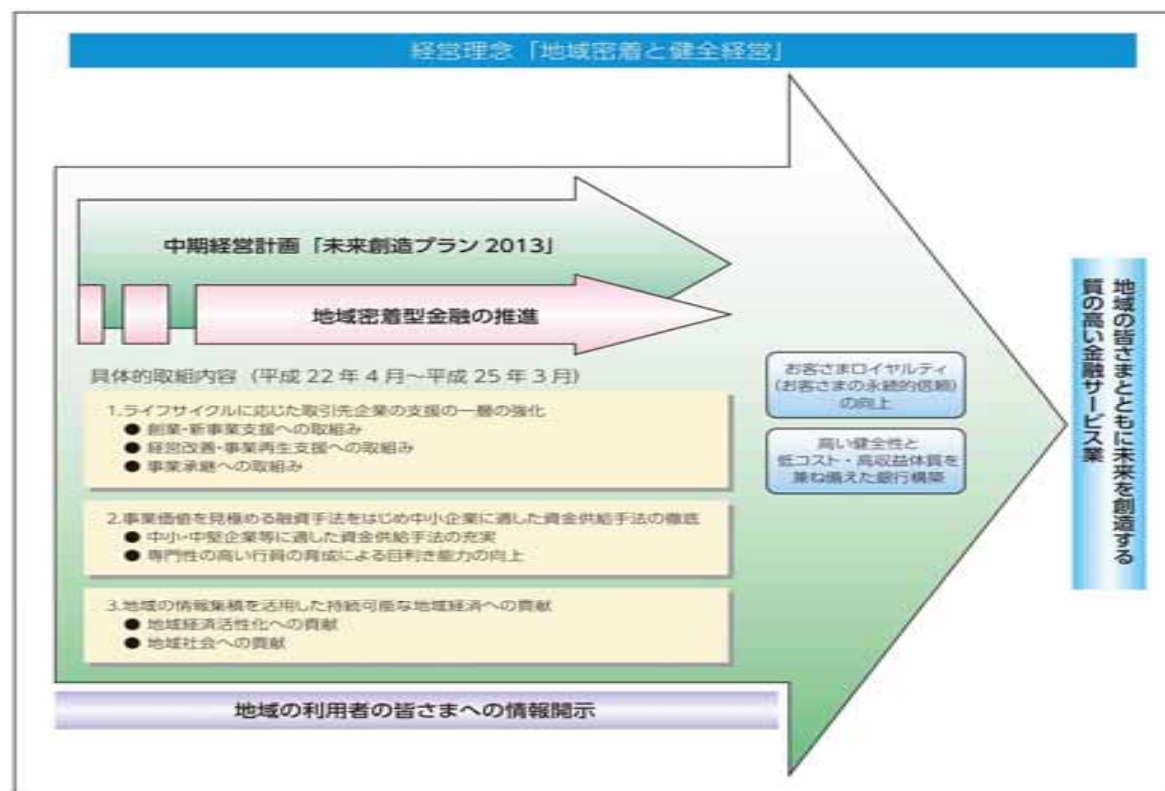 経営理念「地域密着と健全経営」
中期経営計画「未来創造プラン2013」
地域密着型金融の推進
具体的取組内容（平成22年4月～平成25年3月）
1.ライフサイクルに応じた取引先企業の支援の一層の強化
● 創業・新事業支援への取組み
● 経営改善・事業再生支援への取組み
● 事業承継への取組み
2.事業価値を見極める融資手法をはじめ中小企業に適した資金供給手法の徹底
● 中小・中堅企業等に適した資金供給手法の充実
● 専門性の高い行員の育成による目利き能力の向上
3.地域の情報集積を活用した持続可能な地域経済への貢献
● 地域経済活性化への貢献
● 地域社会への貢献
お客さまロイヤルティ
（お客さまの永続的信頼）
の向上
高い健全性と
低コスト・高収益体質を
兼ね備えた銀行構築
地域の皆さまとともに未来を創造する
質の高い金融サービス業
地域の利用者の皆さまへの情報開示